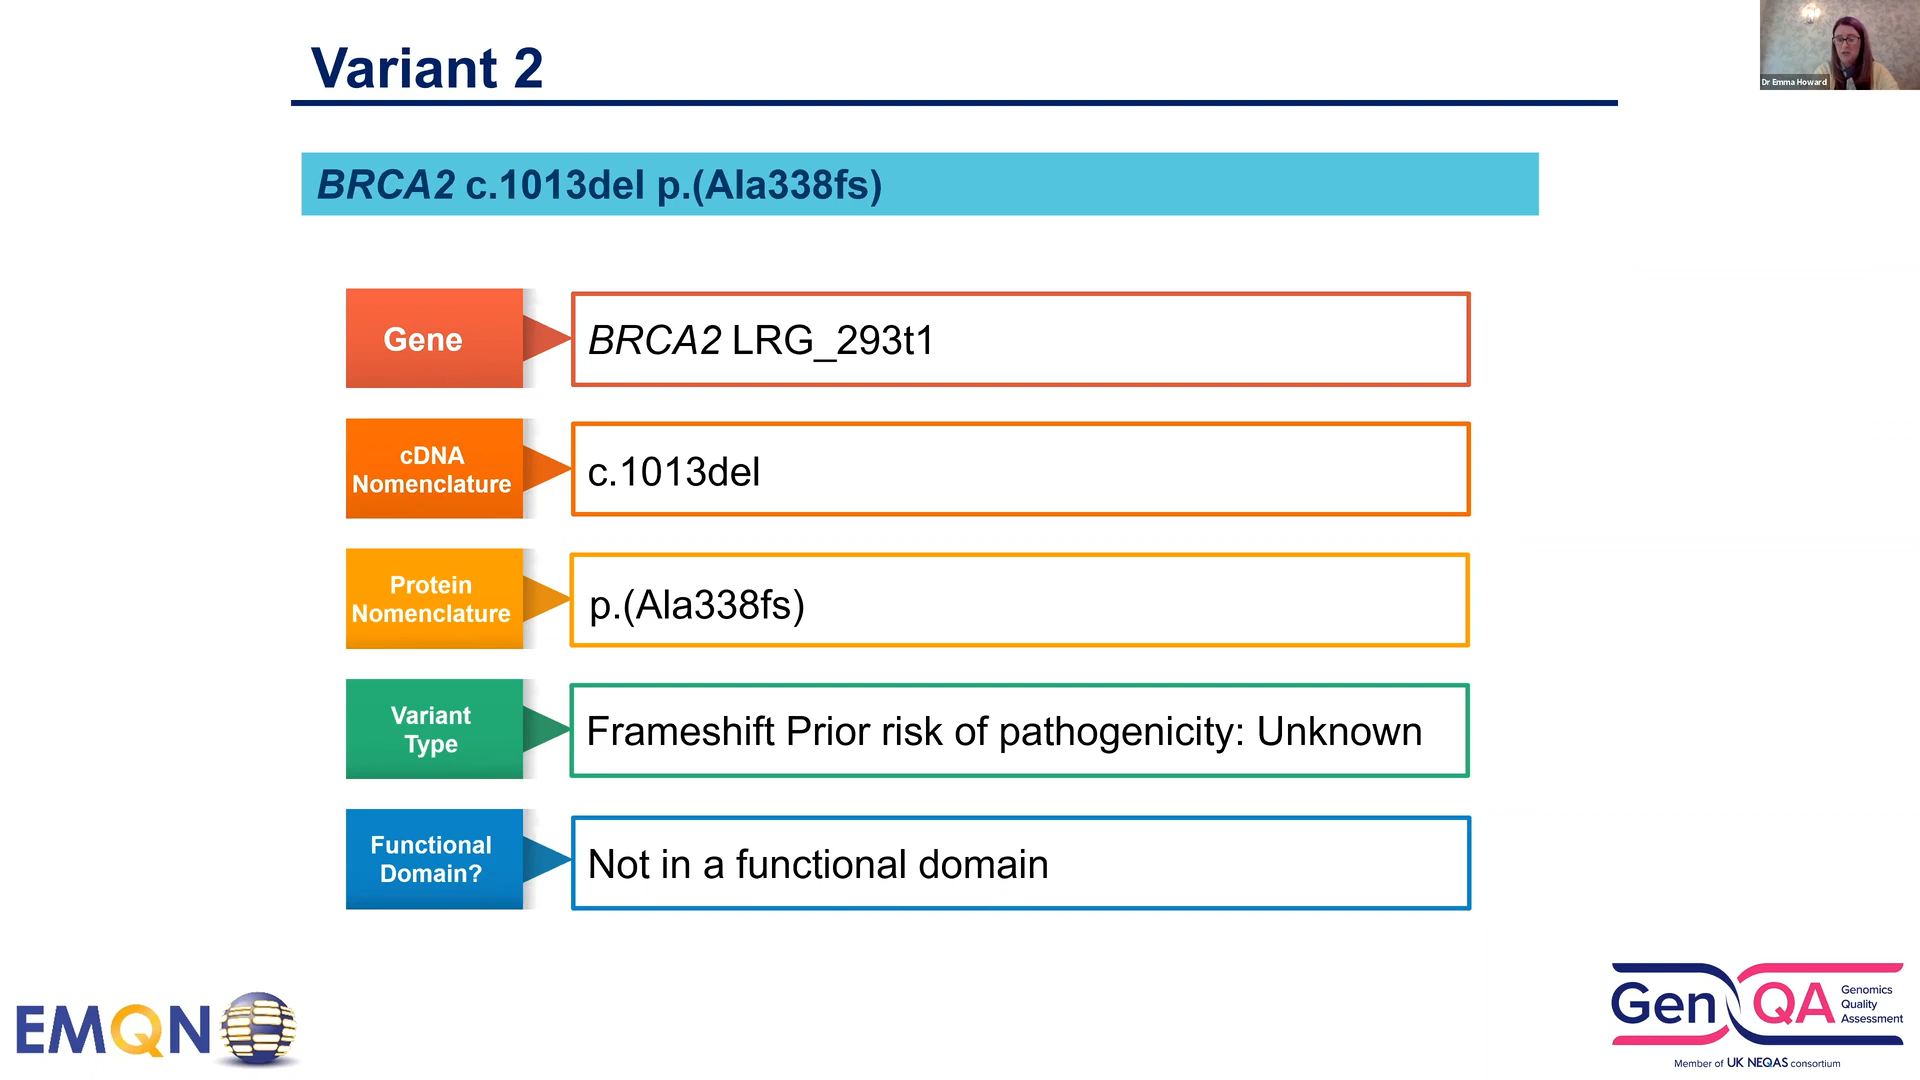 Variant 2
Dr Emma Howard
BRCA2 c.1013del p.(Ala338fs)
Gene
BRCA2 LRG_293t1
cDNA
Nomenclature
c.1013del
Protein
Nomenclature
p.(Ala338fs)
Variant
Type
Frameshift Prior risk of pathogenicity: Unknown
Functional
Domain?
Not in a functional domain
EMQN
GenQA
Genomics
Quality
Assessment
Member of UK NEQAS consortium